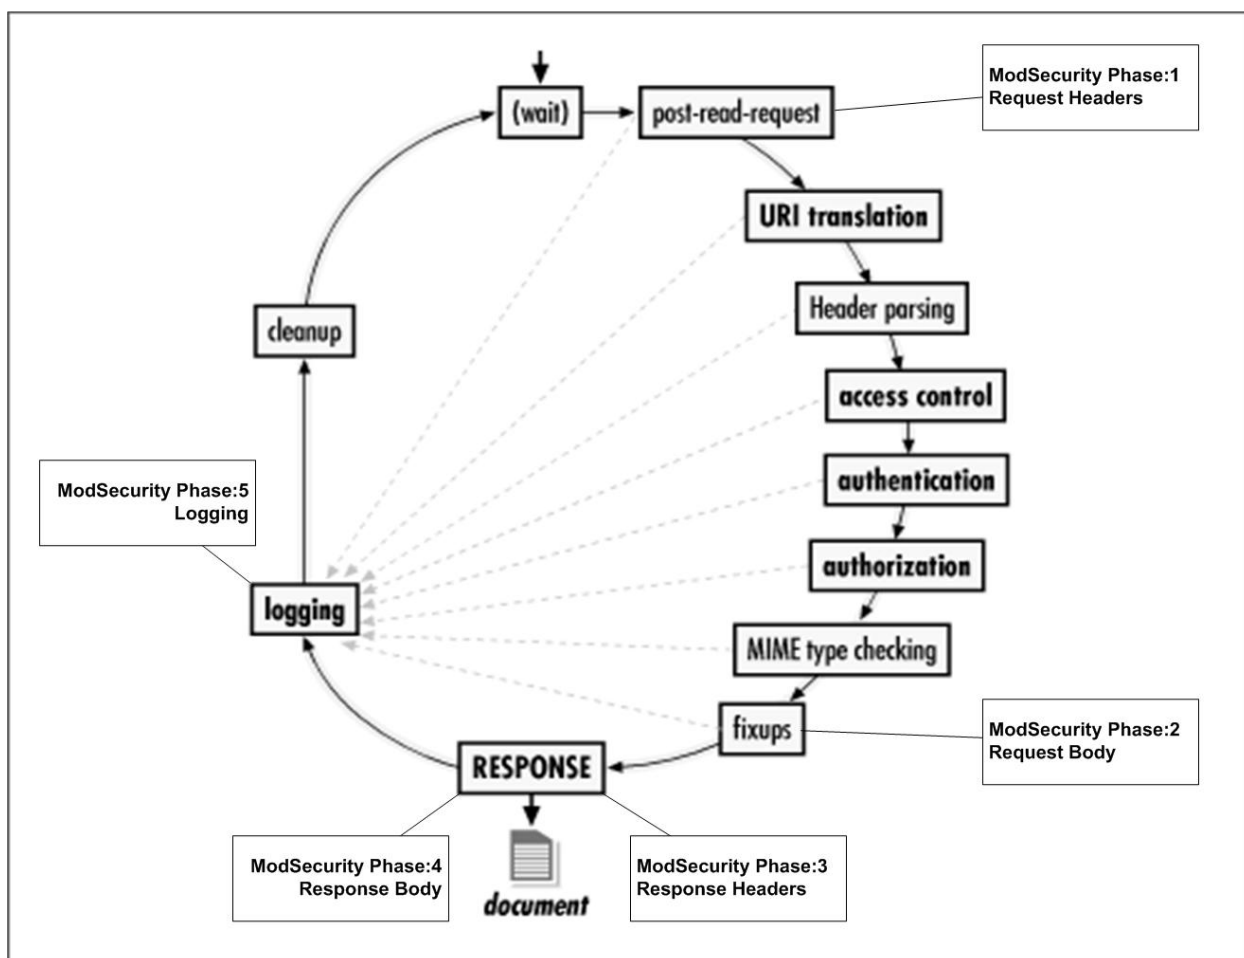 (wait)
post-read-request
ModSecurity Phase:1
Request Headers
URI translation
Header parsing
cleanup
access control
authentication
ModSecurity Phase:5
Logging
authorization
logging
MIME type checking
fixups
ModSecurity Phase:2
Request Body
RESPONSE
ModSecurity Phase:4
Response Body
ModSecurity Phase:3
Response Headers
document